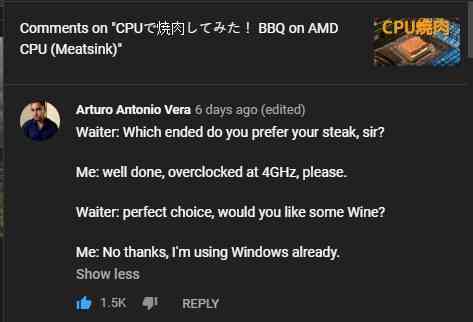 Comments on "CPUで焼肉してみた！ BBQ on AMD
CPU (Meatsink)"
CPU焼肉
Arturo Antonio Vera 6 days ago (edited)
Waiter: Which ended do you prefer your steak, sir?
Me: well done, overclocked at 4GHz, please.
Waiter: perfect choice, would you like some Wine?
Me: No thanks, I'm using Windows already.
Show less
1.5K REPLY